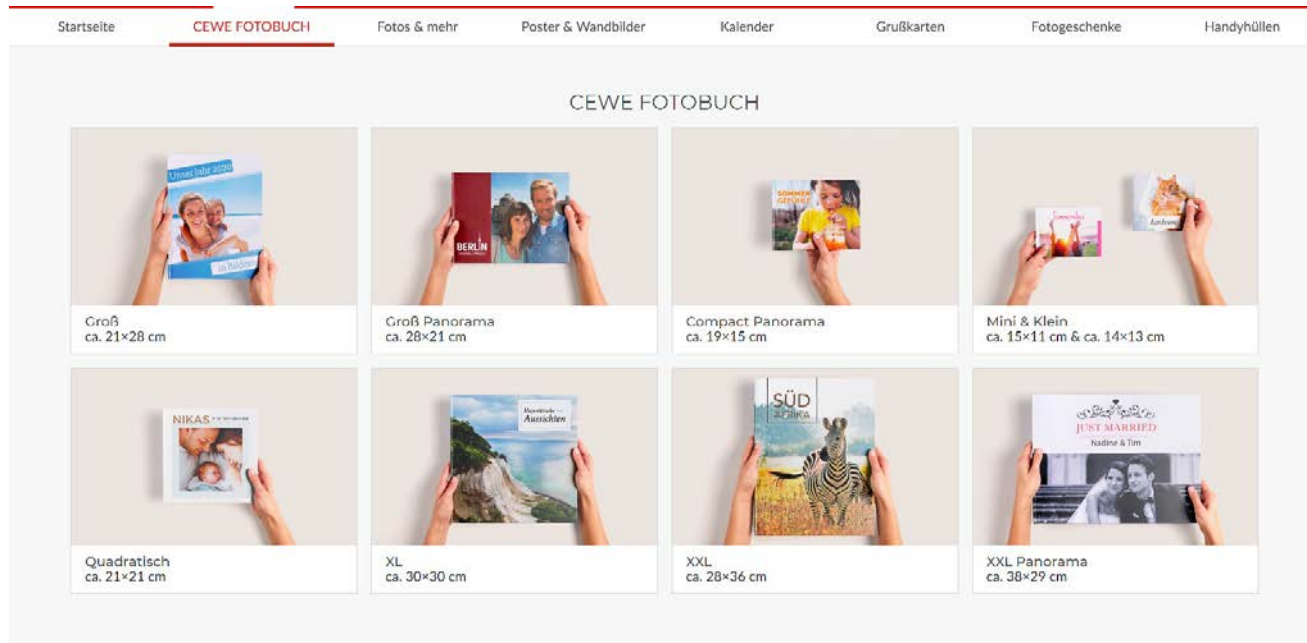 Startseite
CEWE FOTOBUCH
Fotos & mehr
Poster & Wandbilder
Kalender
Grußkarten
Fotogeschenke
Handyhüllen
CEWE FOTOBUCH
Unser Jahr 2020
in Bildern
BERLIN
SOMMER
GEFÜHLE
Groß
ca. 21×28 cm
Groß Panorama
ca. 28×21 cm
Compact Panorama
ca. 19×15 cm
Mini & Klein
ca. 15×11 cm & ca. 14×13 cm
NIKAS
Aussichten
SÜD
AFRIKA
JUST MARRIED
Nadine & Tim
Quadratisch
ca. 21×21 cm
XL
ca. 30×30 cm
XXL
ca. 28×36 cm
XXL Panorama
ca. 38×29 cm